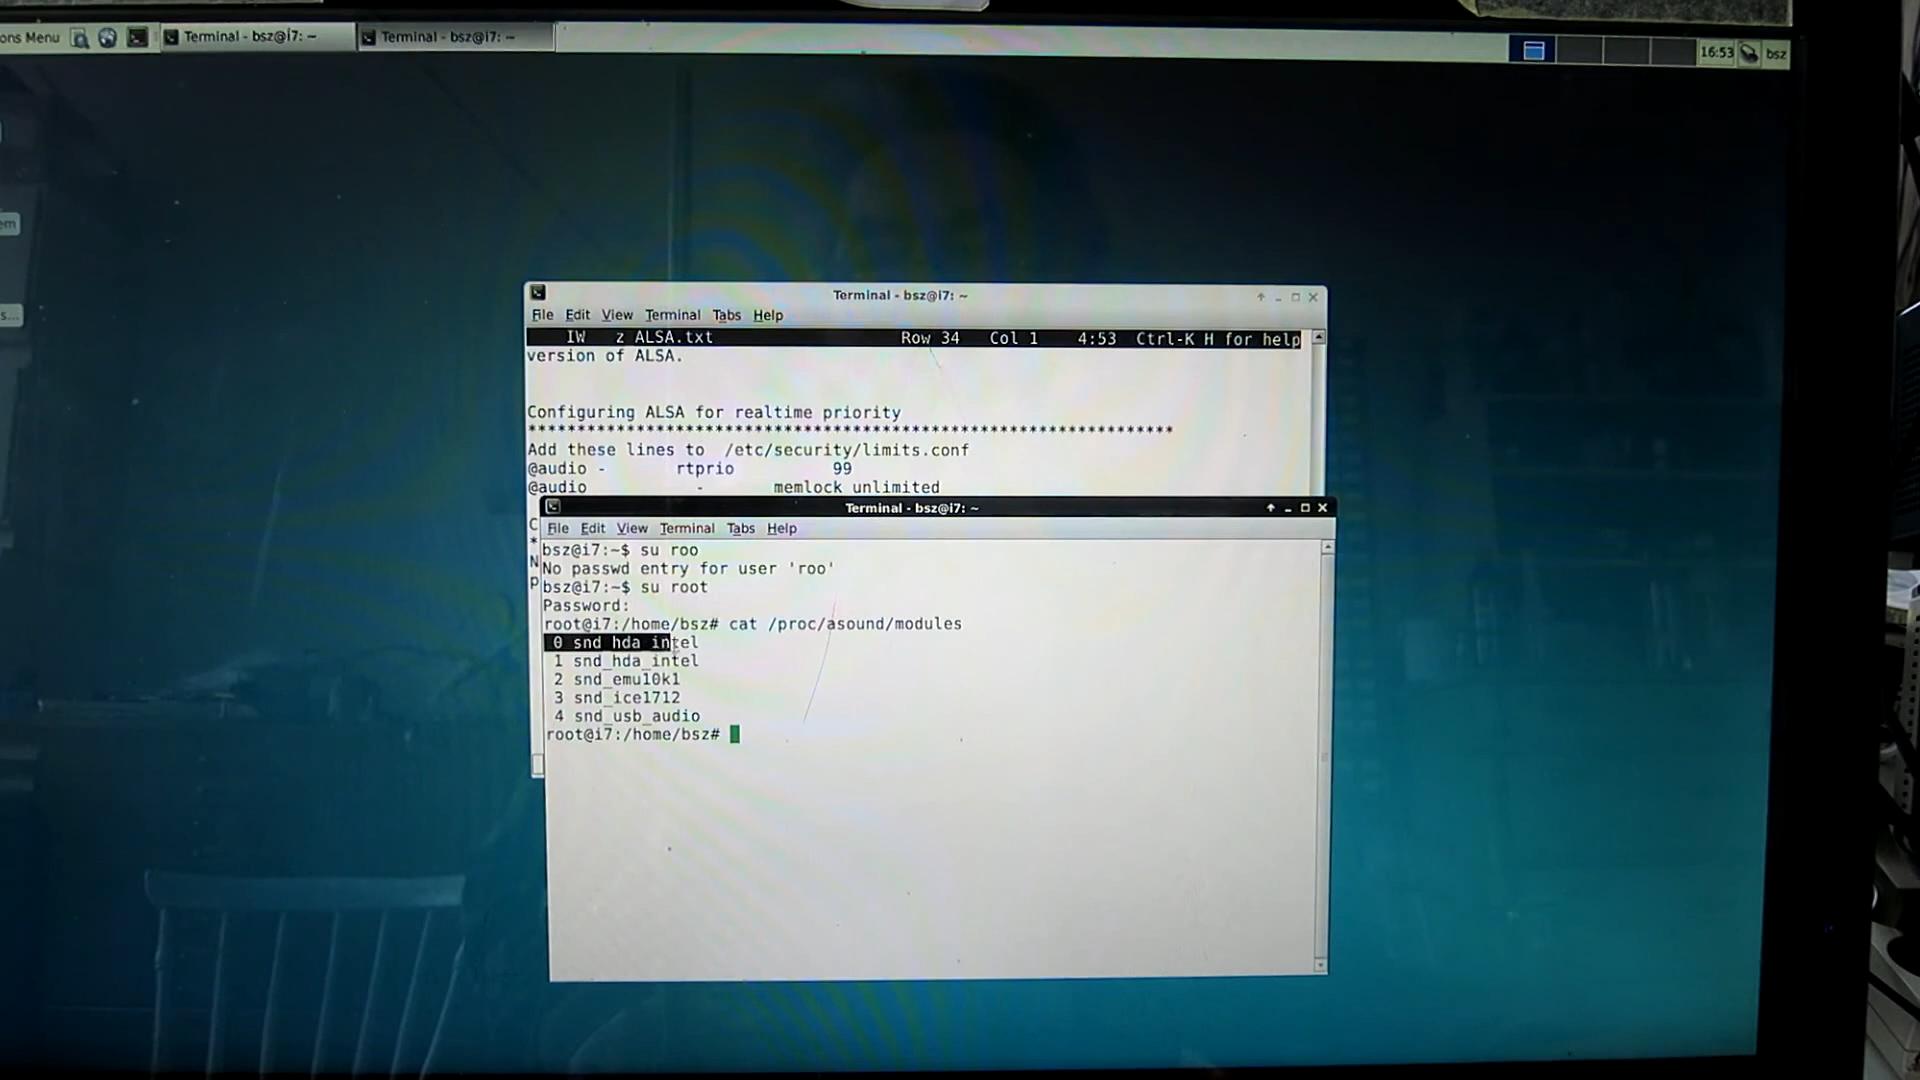 ons Menu Terminal - bsz@i7: ~ Terminal - bsz@i7: ~ 16:53 bsz
em
s...
Terminal - bsz@i7: ~
File Edit View Terminal Tabs Help
IW z ALSA.txt Row 34 Col 1 4:53 Ctrl-K H for help
version of ALSA.
Configuring ALSA for realtime priority
******************************************************************
Add these lines to /etc/security/limits.conf
@audio - rtprio 99
@audio - memlock unlimited
C
*
N
p
Terminal - bsz@i7: ~
File Edit View Terminal Tabs Help
bsz@i7:~$ su roo
No passwd entry for user 'roo'
bsz@i7:~$ su root
Password:
root@i7:/home/bsz# cat /proc/asound/modules
0 snd_hda_intel
1 snd_hda_intel
2 snd_emu10k1
3 snd_ice1712
4 snd_usb_audio
root@i7:/home/bsz#